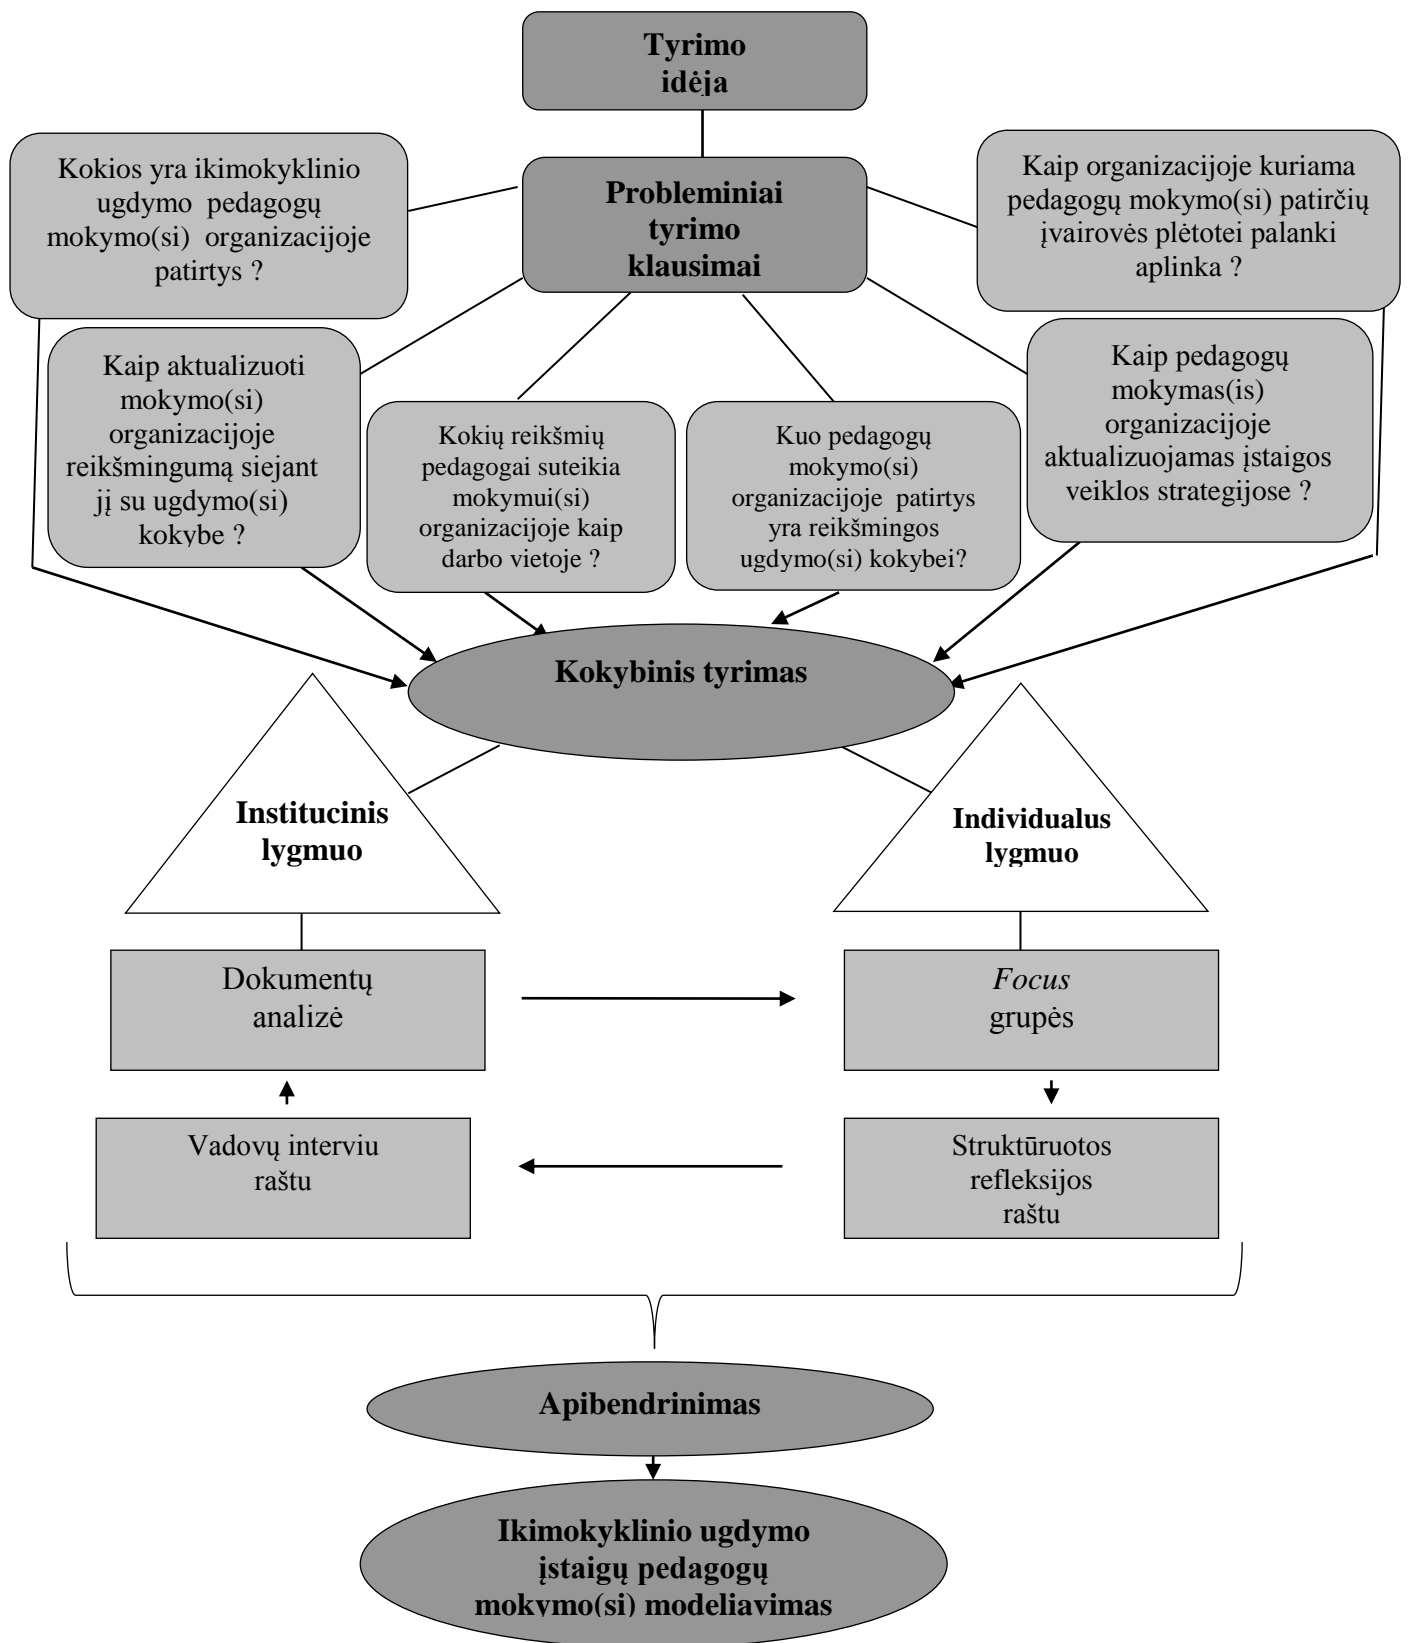 Tyrimo
idėja
Probleminiai
tyrimo
klausimai
Kokios yra ikimokyklinio
ugdymo pedagogų
mokymo(si) organizacijoje
patirtys ?
Kaip organizacijoje kuriama
pedagogų mokymo(si) patirčių
įvairovės plėtotei palanki
aplinka ?
Kaip aktualizuoti
mokymo(si)
organizacijoje
reikšmingumą siejant
jį su ugdymo(si)
kokybe ?
Kokių reikšmių
pedagogai suteikia
mokymui(si)
organizacijoje kaip
darbo vietoje ?
Kuo pedagogų
mokymo(si)
organizacijoje patirtys
yra reikšmingos
ugdymo(si) kokybei?
Kaip pedagogų
mokymas(is)
organizacijoje
aktualizuojamas įstaigos
veiklos strategijose ?
Kokybinis tyrimas
Institucinis
lygmuo
Individualus
lygmuo
Dokumentų
analizė
Focus
grupės
Vadovų interviu
raštu
Struktūruotos
refleksijos
raštu
Apibendrinimas
Ikimokyklinio ugdymo
įstaigų pedagogų
mokymo(si) modeliavimas